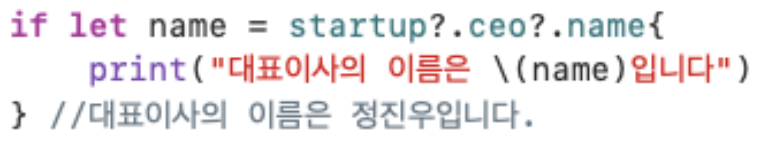 if let name = startup?.ceo?.name{
    print("대표이사의 이름은 \(name)입니다")
} //대표이사의 이름은 정진우입니다.